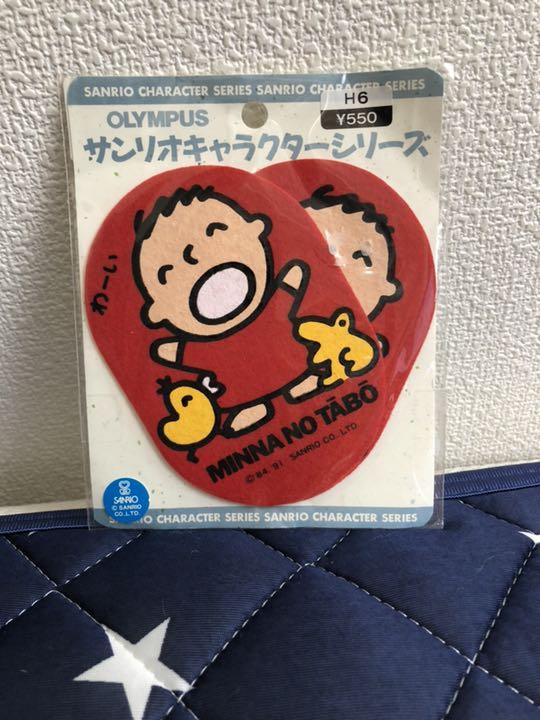 SANRIO CHARACTER SERIES SANRIO CHARACTER SERIES
H6
¥550
OLYMPUS
サンリオキャラクターシリーズ
わーい
MINNA NO TĀBŌ
© '84, '91 SANRIO CO., LTD.
SANRIO
© SANRIO
CO., LTD
SANRIO CHARACTER SERIES SANRIO CHARACTER SERIES